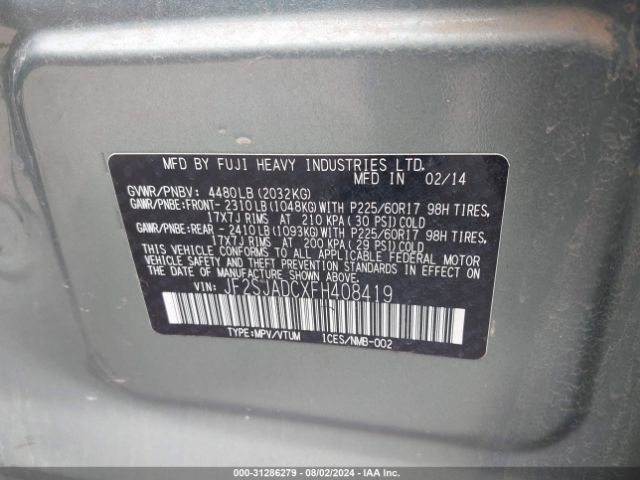 MFD BY FUJI HEAVY INDUSTRIES LTD.
MFD IN 02/14
GVWR/PNBV: 4480LB (2032KG)
GAWR/PNBE:FRONT- 2310LB (1048KG) WITH P225/60R17 98H TIRES,
17X7J RIMS AT 210 KPA (30 PSI) COLD
GAWR/PNBE:REAR - 2410LB (1093KG) WITH P225/60R17 98H TIRES,
17X7J RIMS AT 200 KPA (29 PSI) COLD
THIS VEHICLE CONFORMS TO ALL APPLICABLE FEDERAL MOTOR
VEHICLE SAFETY AND THEFT PREVENTION STANDARDS IN EFFECT
ON THE DATE OF MANUFACTURE SHOWN ABOVE.
VIN: JF2SJADCXFH408419
TYPE:MPV/VTUM 1CES/NMB-002
000-31286279 - 08/02/2024 - Copyright © IAA.